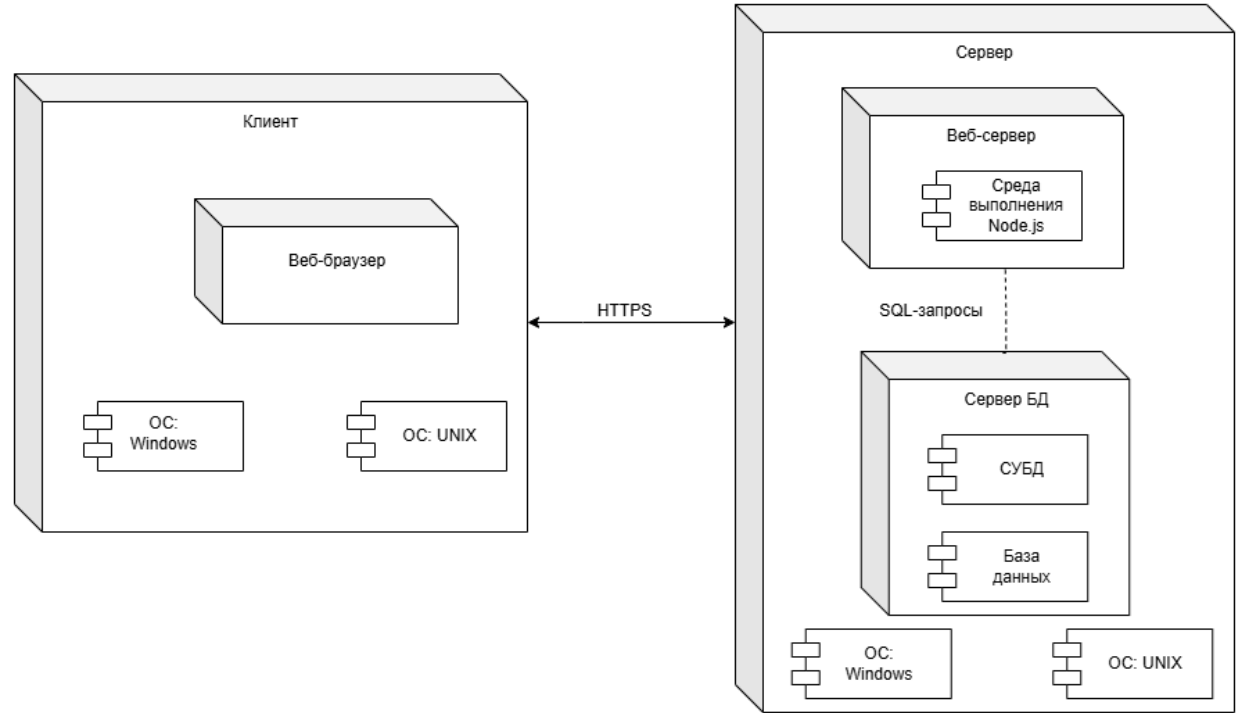 Клиент
Веб-браузер
ОС:
Windows
ОС: UNIX
HTTPS
Сервер
Веб-сервер
Среда
выполнения
Node.js
SQL-запросы
Сервер БД
СУБД
База
данных
ОС:
Windows
ОС: UNIX